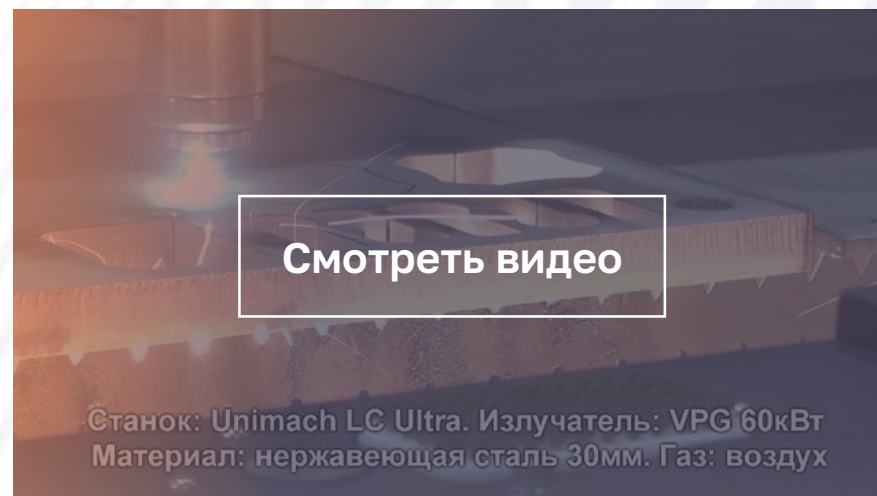 Смотреть видео
Станок: Unimach LC Ultra. Излучатель: VPG 60кВт
Материал: нержавеющая сталь 30мм. Газ: воздух